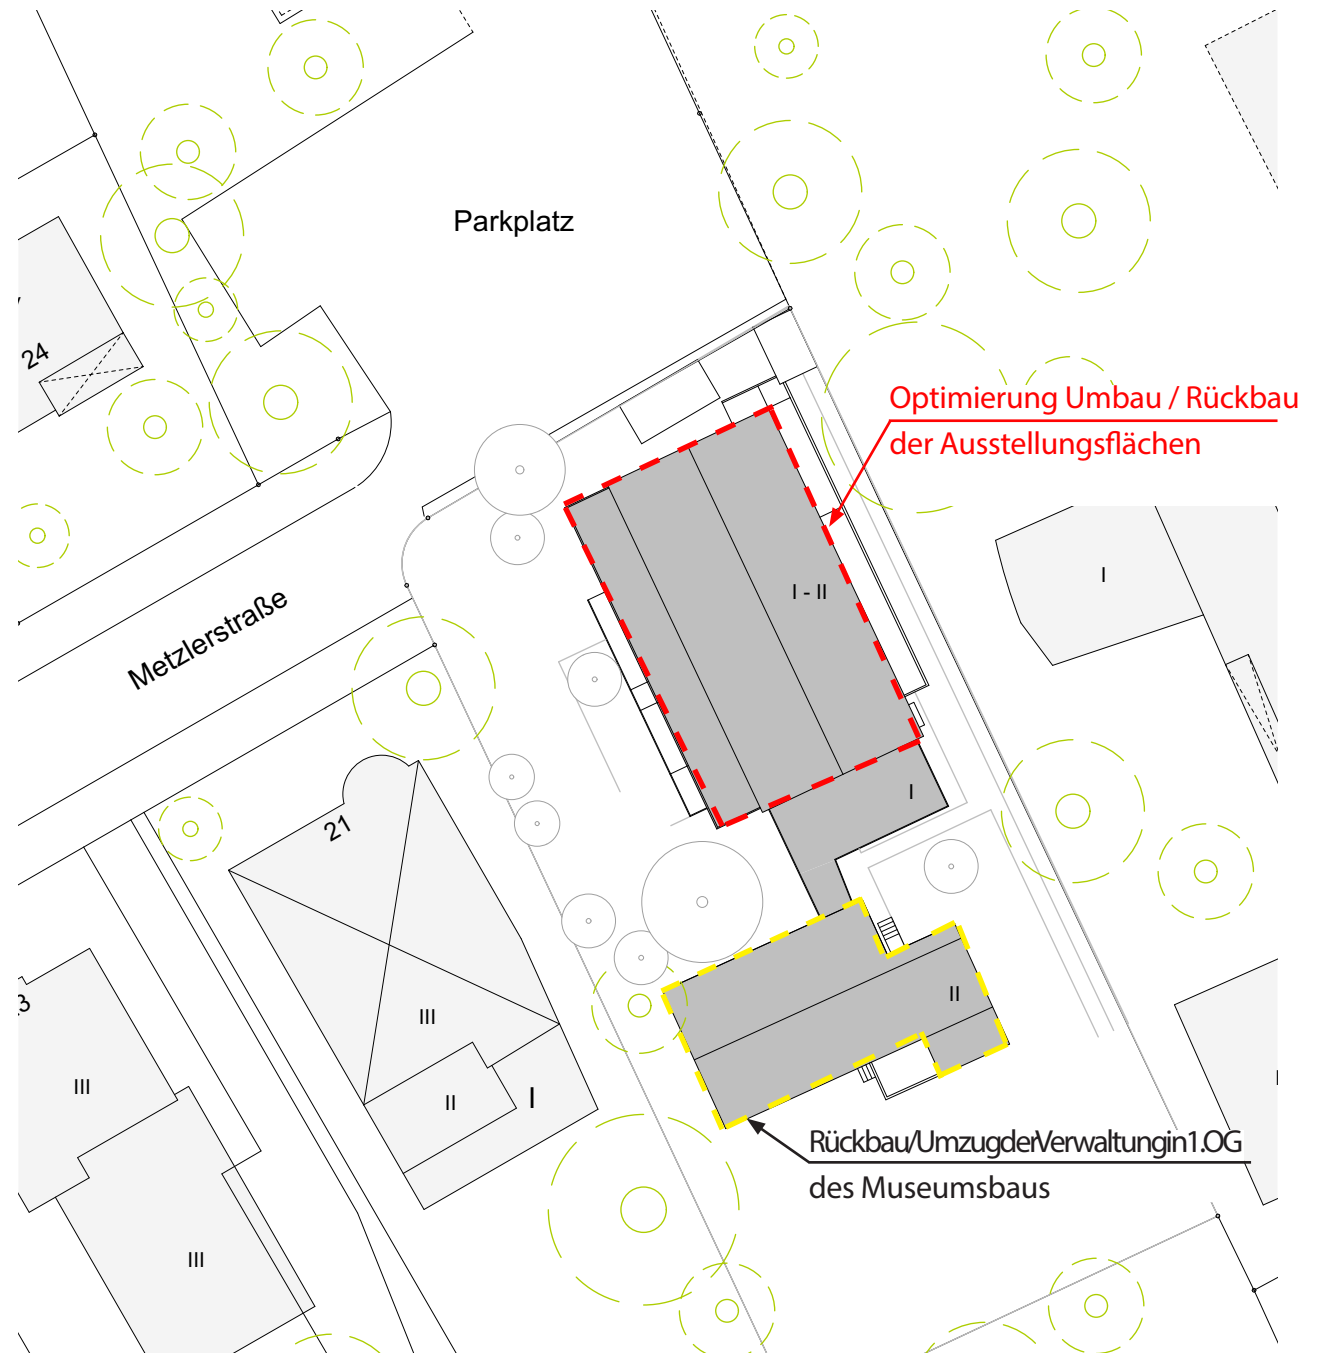 Parkplatz
24
Optimierung Umbau / Rückbau
der Ausstellungsflächen
I
I - II
Metzlerstraße
I
21
II
III
III
II
I
Rückbau/UmzugderVerwaltungin1.OG
des Museumsbaus
III